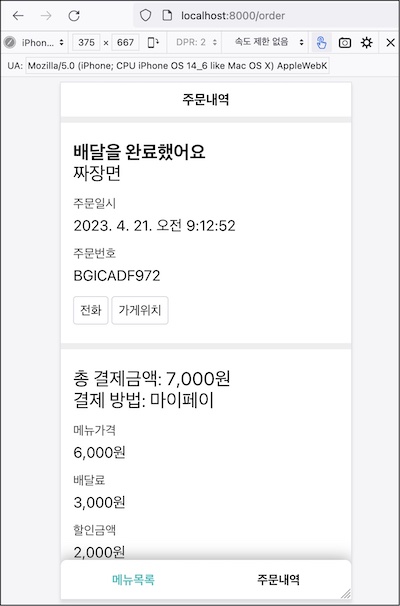 localhost:8000/order
iPhon...
375 × 667
DPR: 2
속도 제한 없음
UA: Mozilla/5.0 (iPhone; CPU iPhone OS 14_6 like Mac OS X) AppleWebK
주문내역
배달을 완료했어요
짜장면
주문일시
2023. 4. 21. 오전 9:12:52
주문번호
BGICADF972
전화 가게위치
총 결제금액: 7,000원
결제 방법: 마이페이
메뉴가격
6,000원
배달료
3,000원
할인금액
2,000원
메뉴목록 주문내역